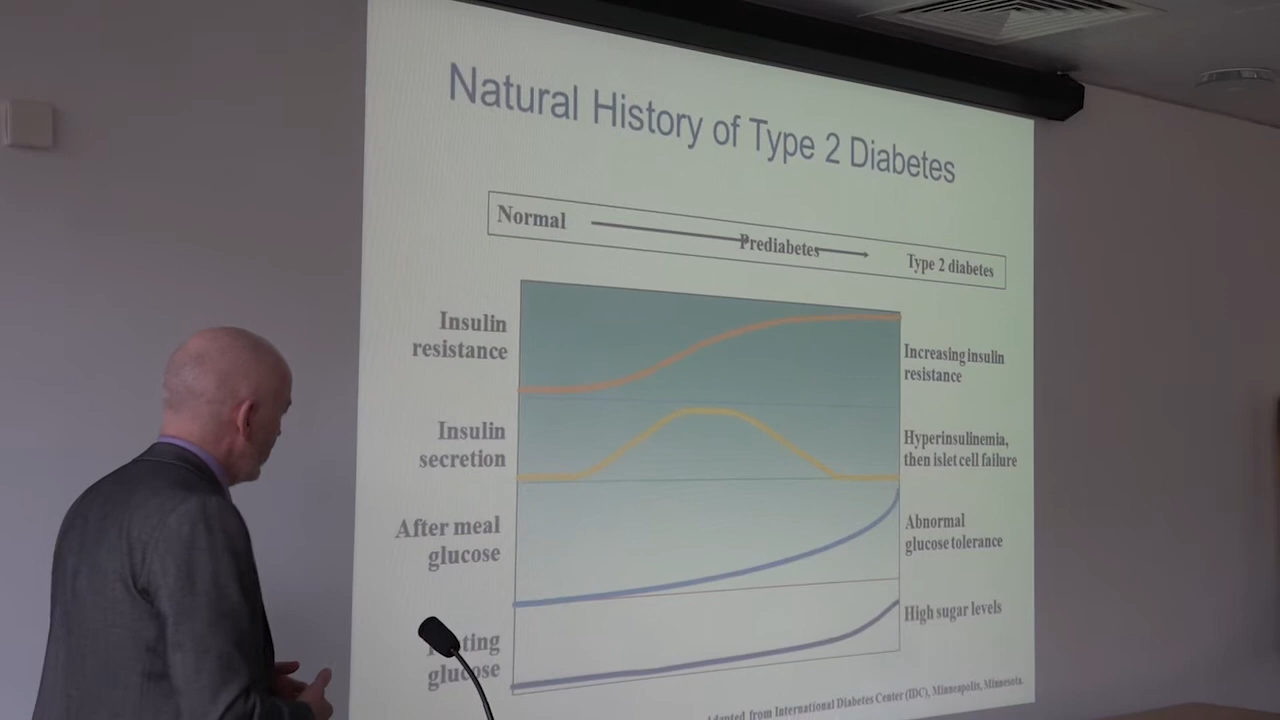 Natural History of Type 2 Diabetes
Normal Prediabetes Type 2 diabetes
Insulin
resistance
Increasing insulin
resistance
Insulin
secretion
Hyperinsulinemia,
then islet cell failure
After meal
glucose
Abnormal
glucose tolerance
glucose
High sugar levels
from International Diabetes Center (IDC), Minneapolis, Minnesota.